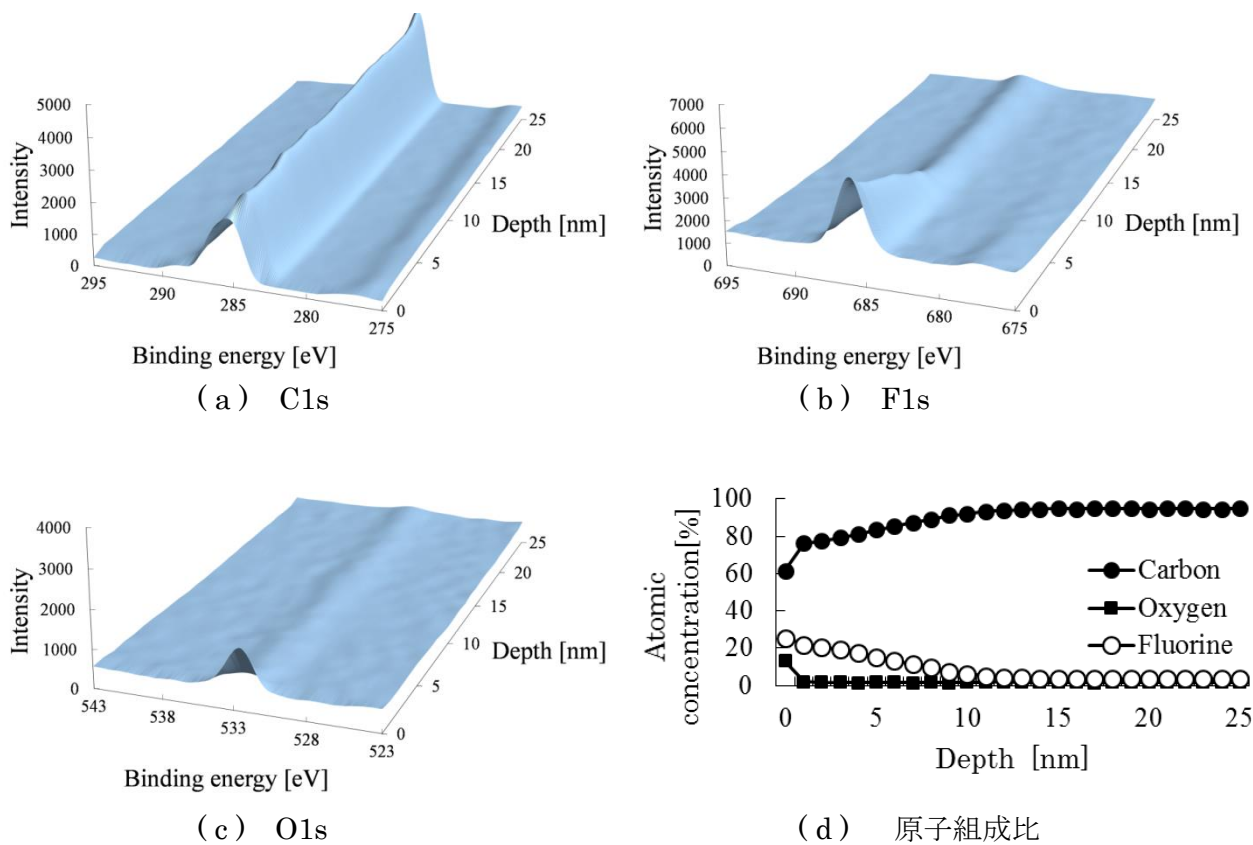 5000
4000
3000
2000
1000
0
Intensity
295
290
285
280
275
Binding energy [eV]
0
5
10
15
20
25
Depth [nm]
(a) C1s
7000
6000
5000
4000
3000
2000
1000
0
Intensity
695
690
685
680
675
Binding energy [eV]
0
5
10
15
20
25
Depth [nm]
(b) F1s
4000
3000
2000
1000
0
Intensity
543
538
533
528
523
Binding energy [eV]
0
5
10
15
20
25
Depth [nm]
(c) O1s
100
80
60
40
20
0
Atomic
concentration[%]
Carbon
Oxygen
Fluorine
0 5 10 15 20 25
Depth [nm]
(d) 原子組成比